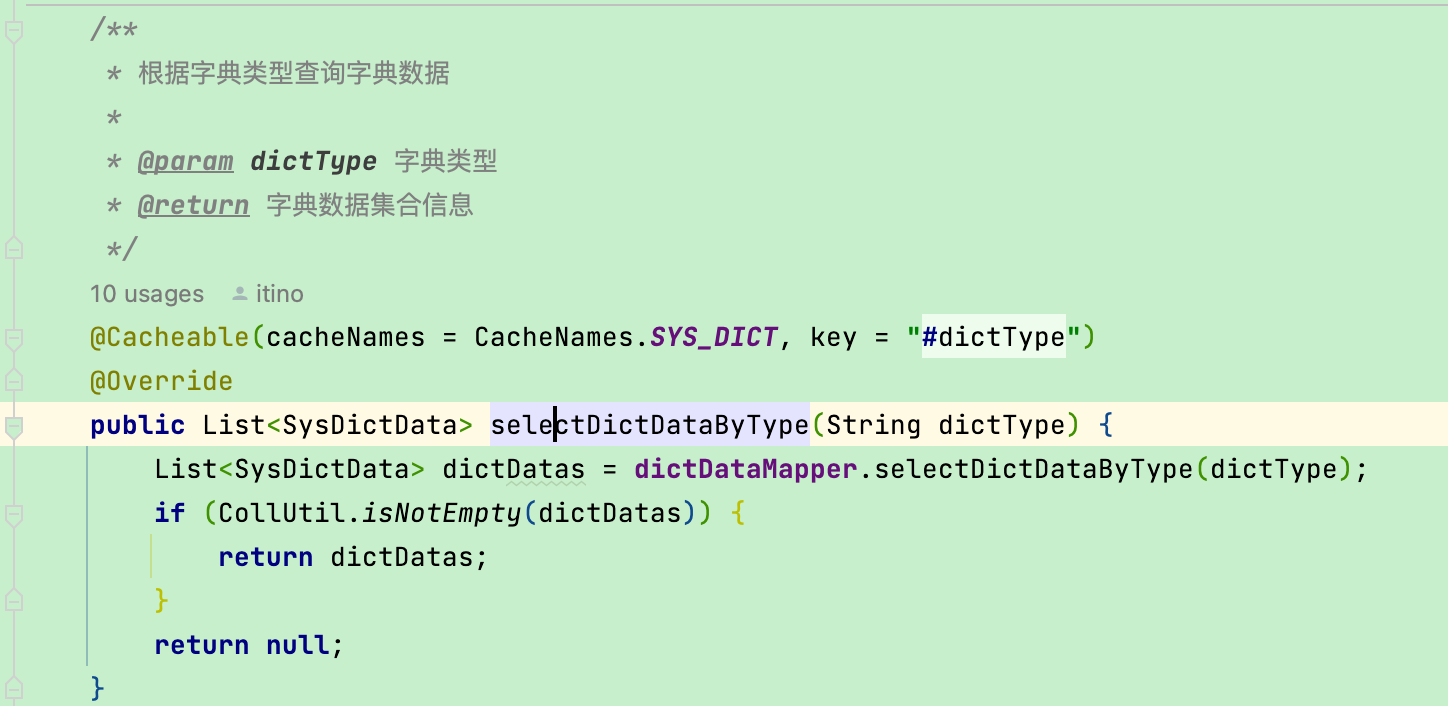 /**
* 根据字典类型查询字典数据
*
* @param dictType 字典类型
* @return 字典数据集合信息
*/
10 usages itino
@Cacheable(cacheNames = CacheNames.SYS_DICT, key = "#dictType")
@Override
public List<SysDictData> selectDictDataByType(String dictType) {
List<SysDictData> dictDatas = dictDataMapper.selectDictDataByType(dictType);
if (CollUtil.isNotEmpty(dictDatas)) {
return dictDatas;
}
return null;
}